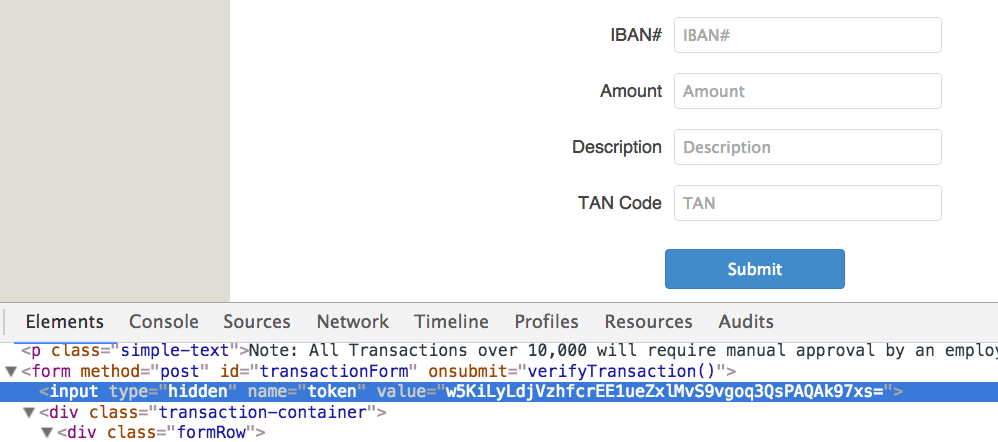 IBAN# IBAN#
Amount Amount
Description Description
TAN Code TAN
Submit
Elements Console Sources Network Timeline Profiles Resources Audits
<p class="simple-text">Note: All Transactions over 10,000 will require manual approval by an employ
<form method="post" id="transactionForm" onsubmit="verifyTransaction()">
<input type="hidden" name="token" value="w5KiLyLdjVzhfcrEE1ueZxlMvS9vgoq3QsPAQAk97xs=">
<div class="transaction-container">
<div class="formRow">